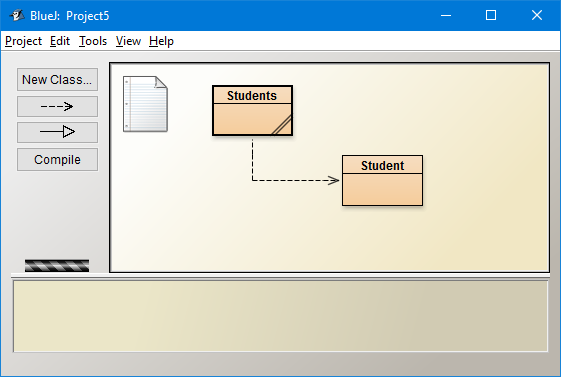 BlueJ: Project5
Project Edit Tools View Help
New Class...
Compile
Students
Student